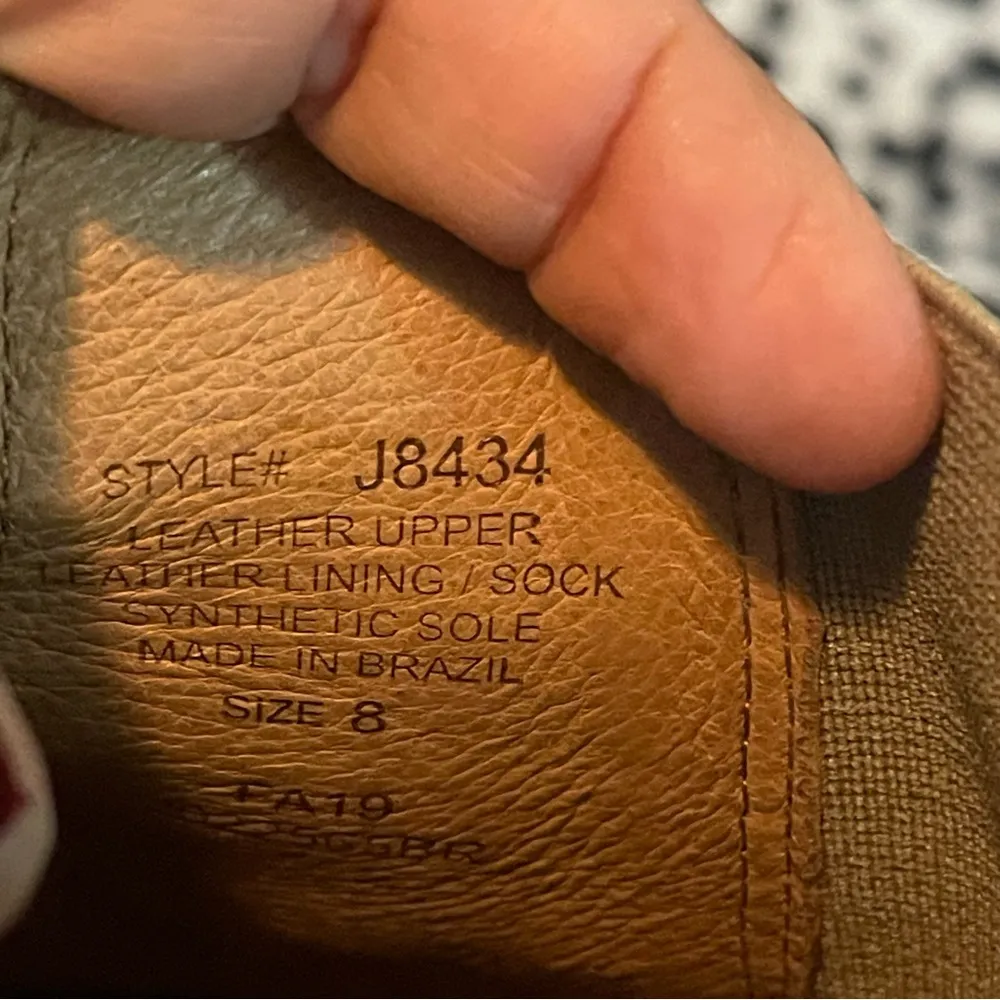 STYLE# J8434
LEATHER UPPER
LEATHER LINING / SOCK
SYNTHETIC SOLE
MADE IN BRAZIL
SIZE 8
FA19